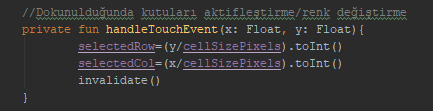 //Dokunulduğunda kutuları aktifleştirme/renk değiştirme
private fun handleTouchEvent(x: Float, y: Float){
selectedRow=(y/cellSizePixels).toInt()
selectedCol=(x/cellSizePixels).toInt()
invalidate()
}